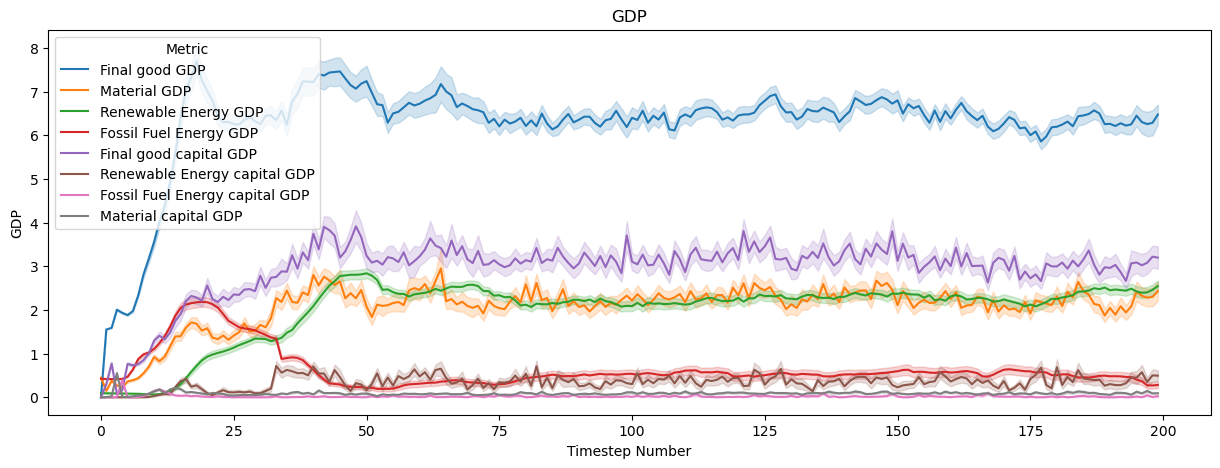 GDP
GDP
8
7
6
5
4
3
2
1
0
Metric
Final good GDP
Material GDP
Renewable Energy GDP
Fossil Fuel Energy GDP
Final good capital GDP
Renewable Energy capital GDP
Fossil Fuel Energy capital GDP
Material capital GDP
0 25 50 75 100 125 150 175 200
Timestep Number